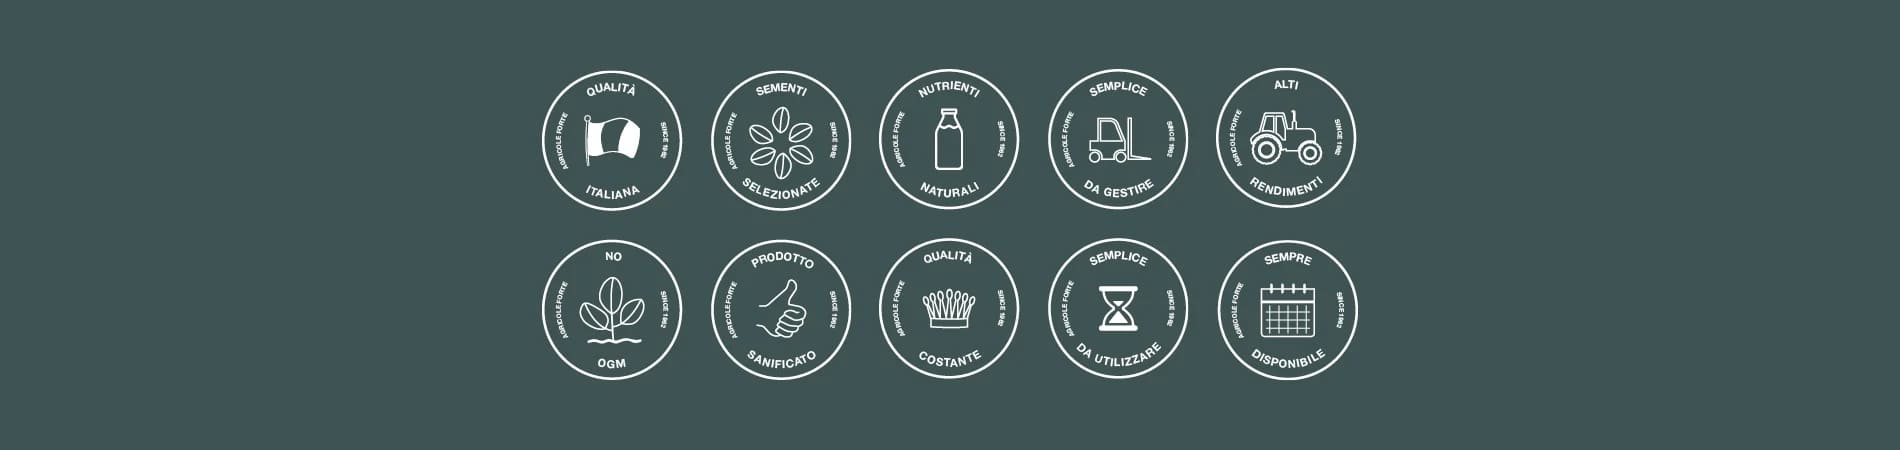 QUALITÀ
AGRICOLE FORTE
SINCE 1982
ITALIANA
SEMENTI
AGRICOLE FORTE
SINCE 1982
SELEZIONATE
NUTRIENTI
AGRICOLE FORTE
SINCE 1982
NATURALI
SEMPLICE
AGRICOLE FORTE
SINCE 1982
DA GESTIRE
ALTI
AGRICOLE FORTE
SINCE 1982
RENDIMENTI
NO
AGRICOLE FORTE
SINCE 1982
OGM
PRODOTTO
AGRICOLE FORTE
SINCE 1982
SANIFICATO
QUALITÀ
AGRICOLE FORTE
SINCE 1982
COSTANTE
SEMPLICE
AGRICOLE FORTE
SINCE 1982
DA UTILIZZARE
SEMPRE
AGRICOLE FORTE
SINCE 1982
DISPONIBILE